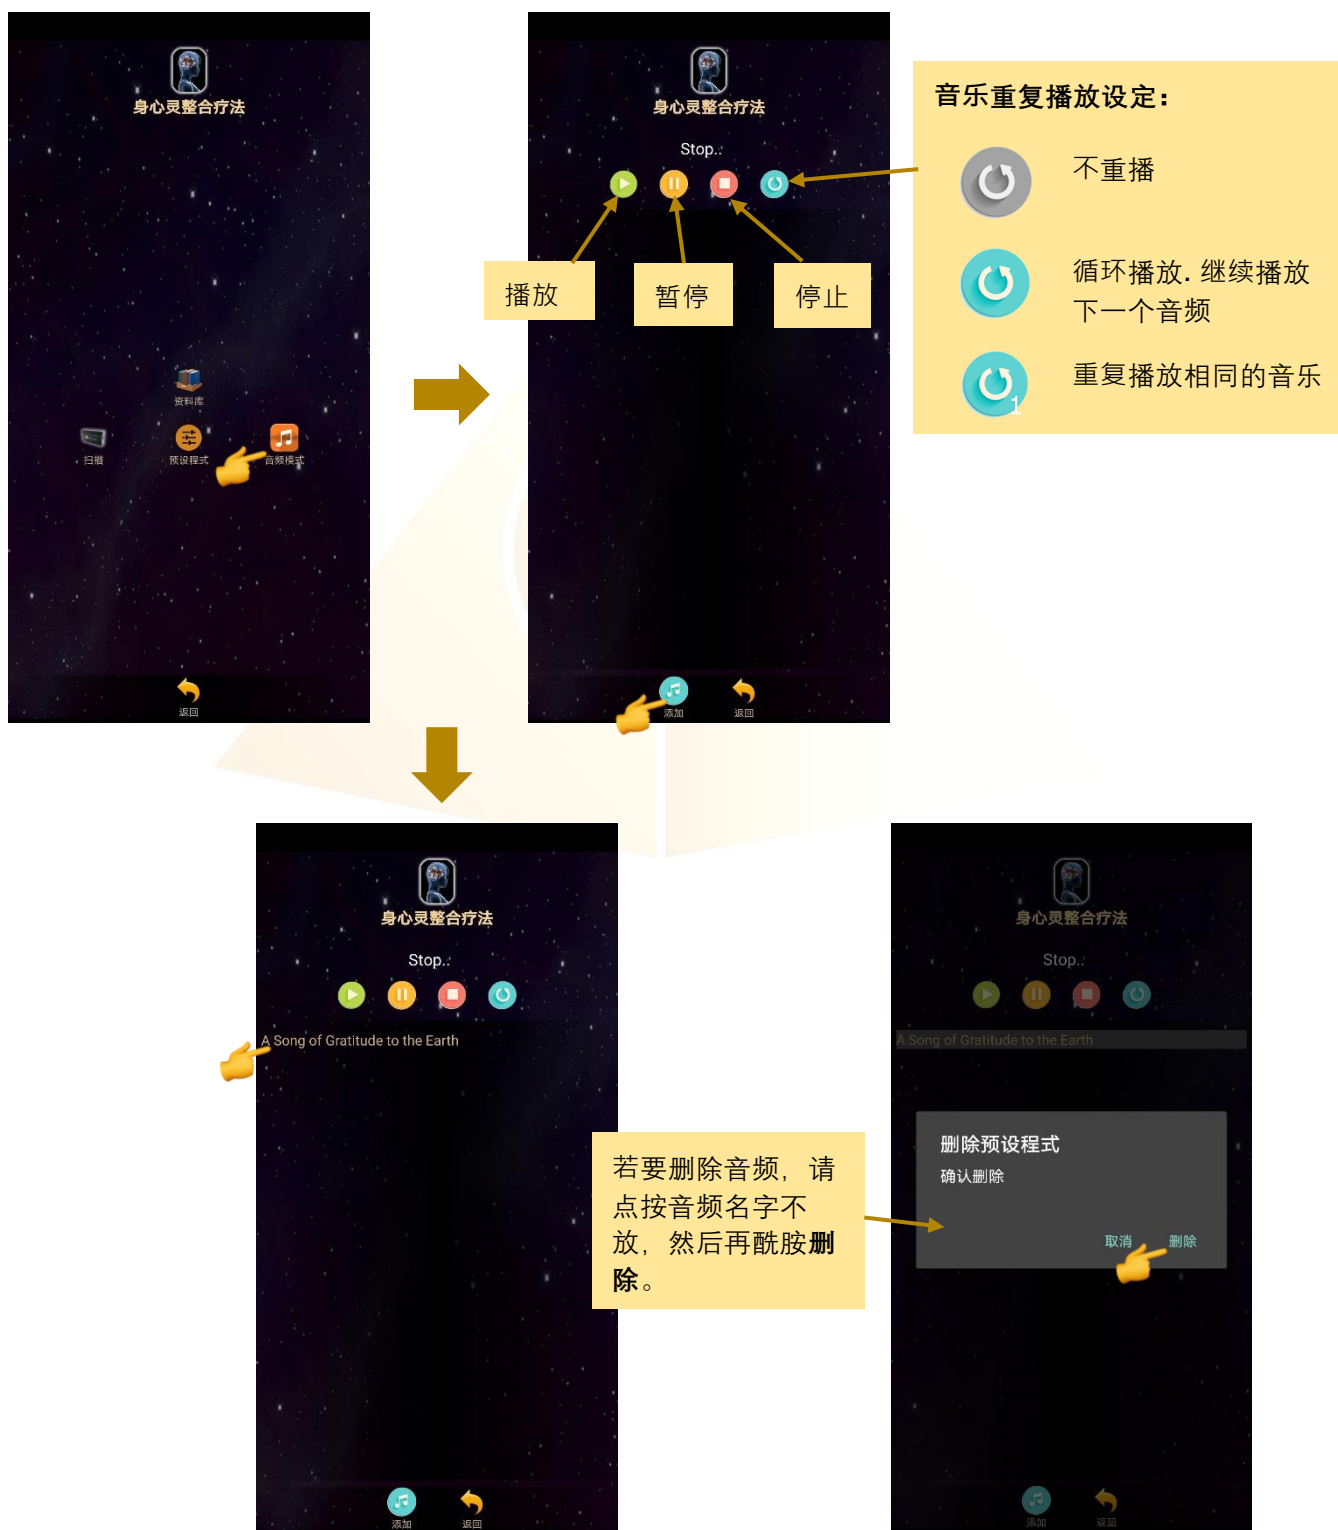 身心灵整合疗法
资料库
扫描
预设程式
音频模式
返回
身心灵整合疗法
Stop..
播放
暂停
停止
添加
返回
音乐重复播放设定：
不重播
循环播放. 继续播放
下一个音频
1
重复播放相同的音乐
身心灵整合疗法
Stop..
A Song of Gratitude to the Earth
添加
返回
若要删除音频，请
点按音频名字不
放，然后再酰胺删
除。
身心灵整合疗法
Stop..
A Song of Gratitude to the Earth
删除预设程式
确认删除
取消
删除
添加
返回